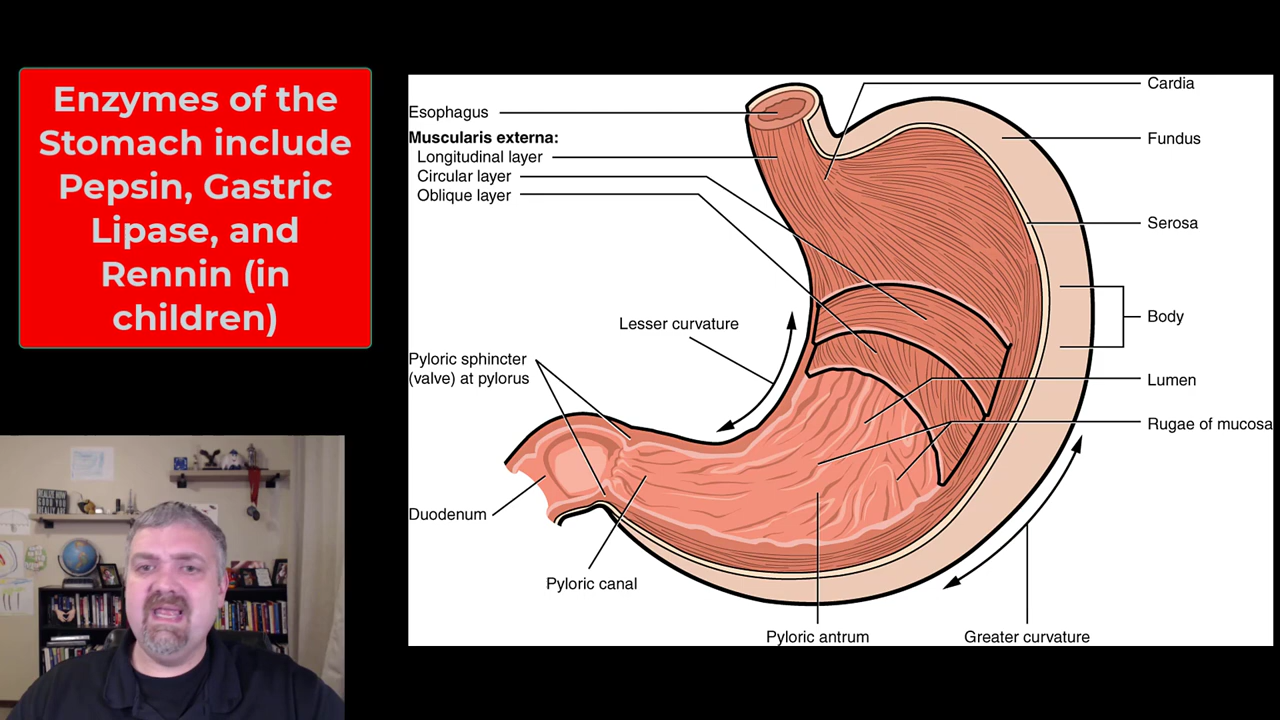 Enzymes of the
Stomach include
Pepsin, Gastric
Lipase, and
Rennin (in
children)
Esophagus
Muscularis externa:
Longitudinal layer
Circular layer
Oblique layer
Lesser curvature
Pyloric sphincter
(valve) at pylorus
Duodenum
Pyloric canal
Pyloric antrum
Greater curvature
Cardia
Fundus
Serosa
Body
Lumen
Rugae of mucosa